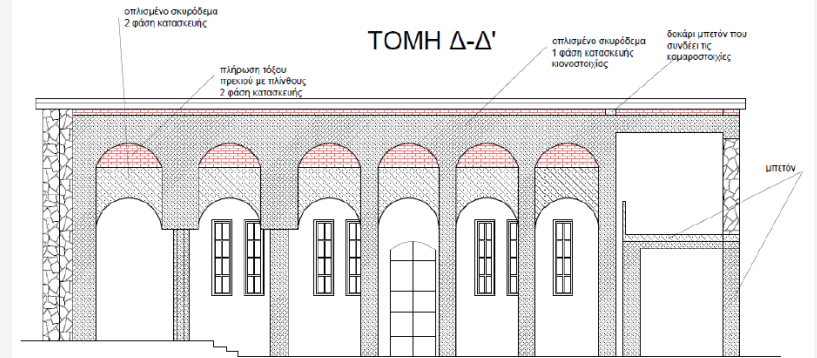 οπλισμένο σκυρόδεμα
2 φάση κατασκευής
ΤΟΜΗ Δ-Δ'
πλήρωση τόξου
πρεκιού με πλίνθους
2 φάση κατασκευής
οπλισμένο σκυρόδεμα
1 φάση κατασκευής
κιονοστοιχίας
δοκάρι μπετόν που
συνδέει τις
καμαροστοιχίες
μπετόν